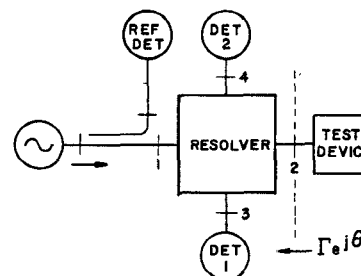 REF
DET
DET
2
4
RESOLVER
TEST
DEVICE
1
2
3
DET
1
Γe jθ